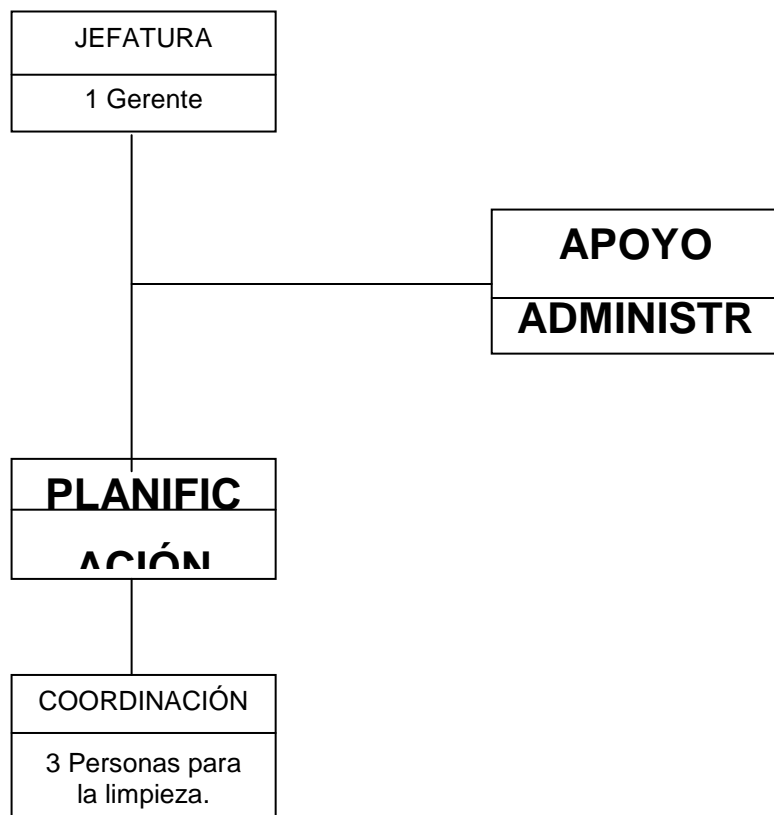 JEFATURA
1 Gerente
APOYO
ADMINISTR
PLANIFIC
ACIÓN
COORDINACIÓN
3 Personas para
la limpieza.